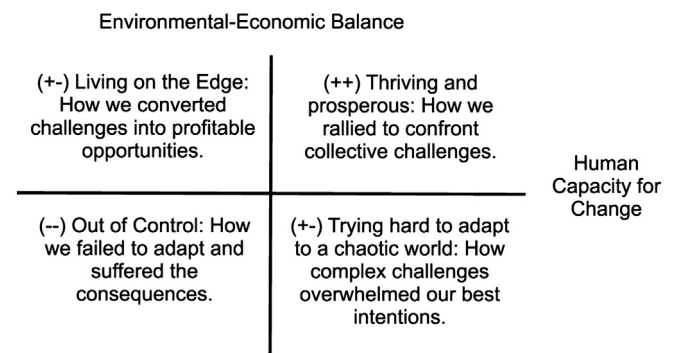 Environmental-Economic Balance
(+-) Living on the Edge:
How we converted
challenges into profitable
opportunities.
(++) Thriving and
prosperous: How we
rallied to confront
collective challenges.
Human
Capacity for
Change
(--) Out of Control: How
we failed to adapt and
suffered the
consequences.
(+-) Trying hard to adapt
to a chaotic world: How
complex challenges
overwhelmed our best
intentions.